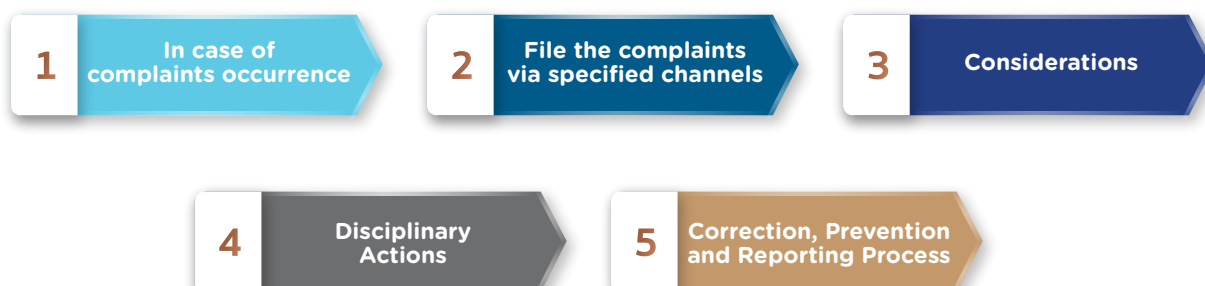 1
In case of
complaints occurrence
2
File the complaints
via specified channels
3
Considerations
4
Disciplinary
Actions
5
Correction, Prevention
and Reporting Process